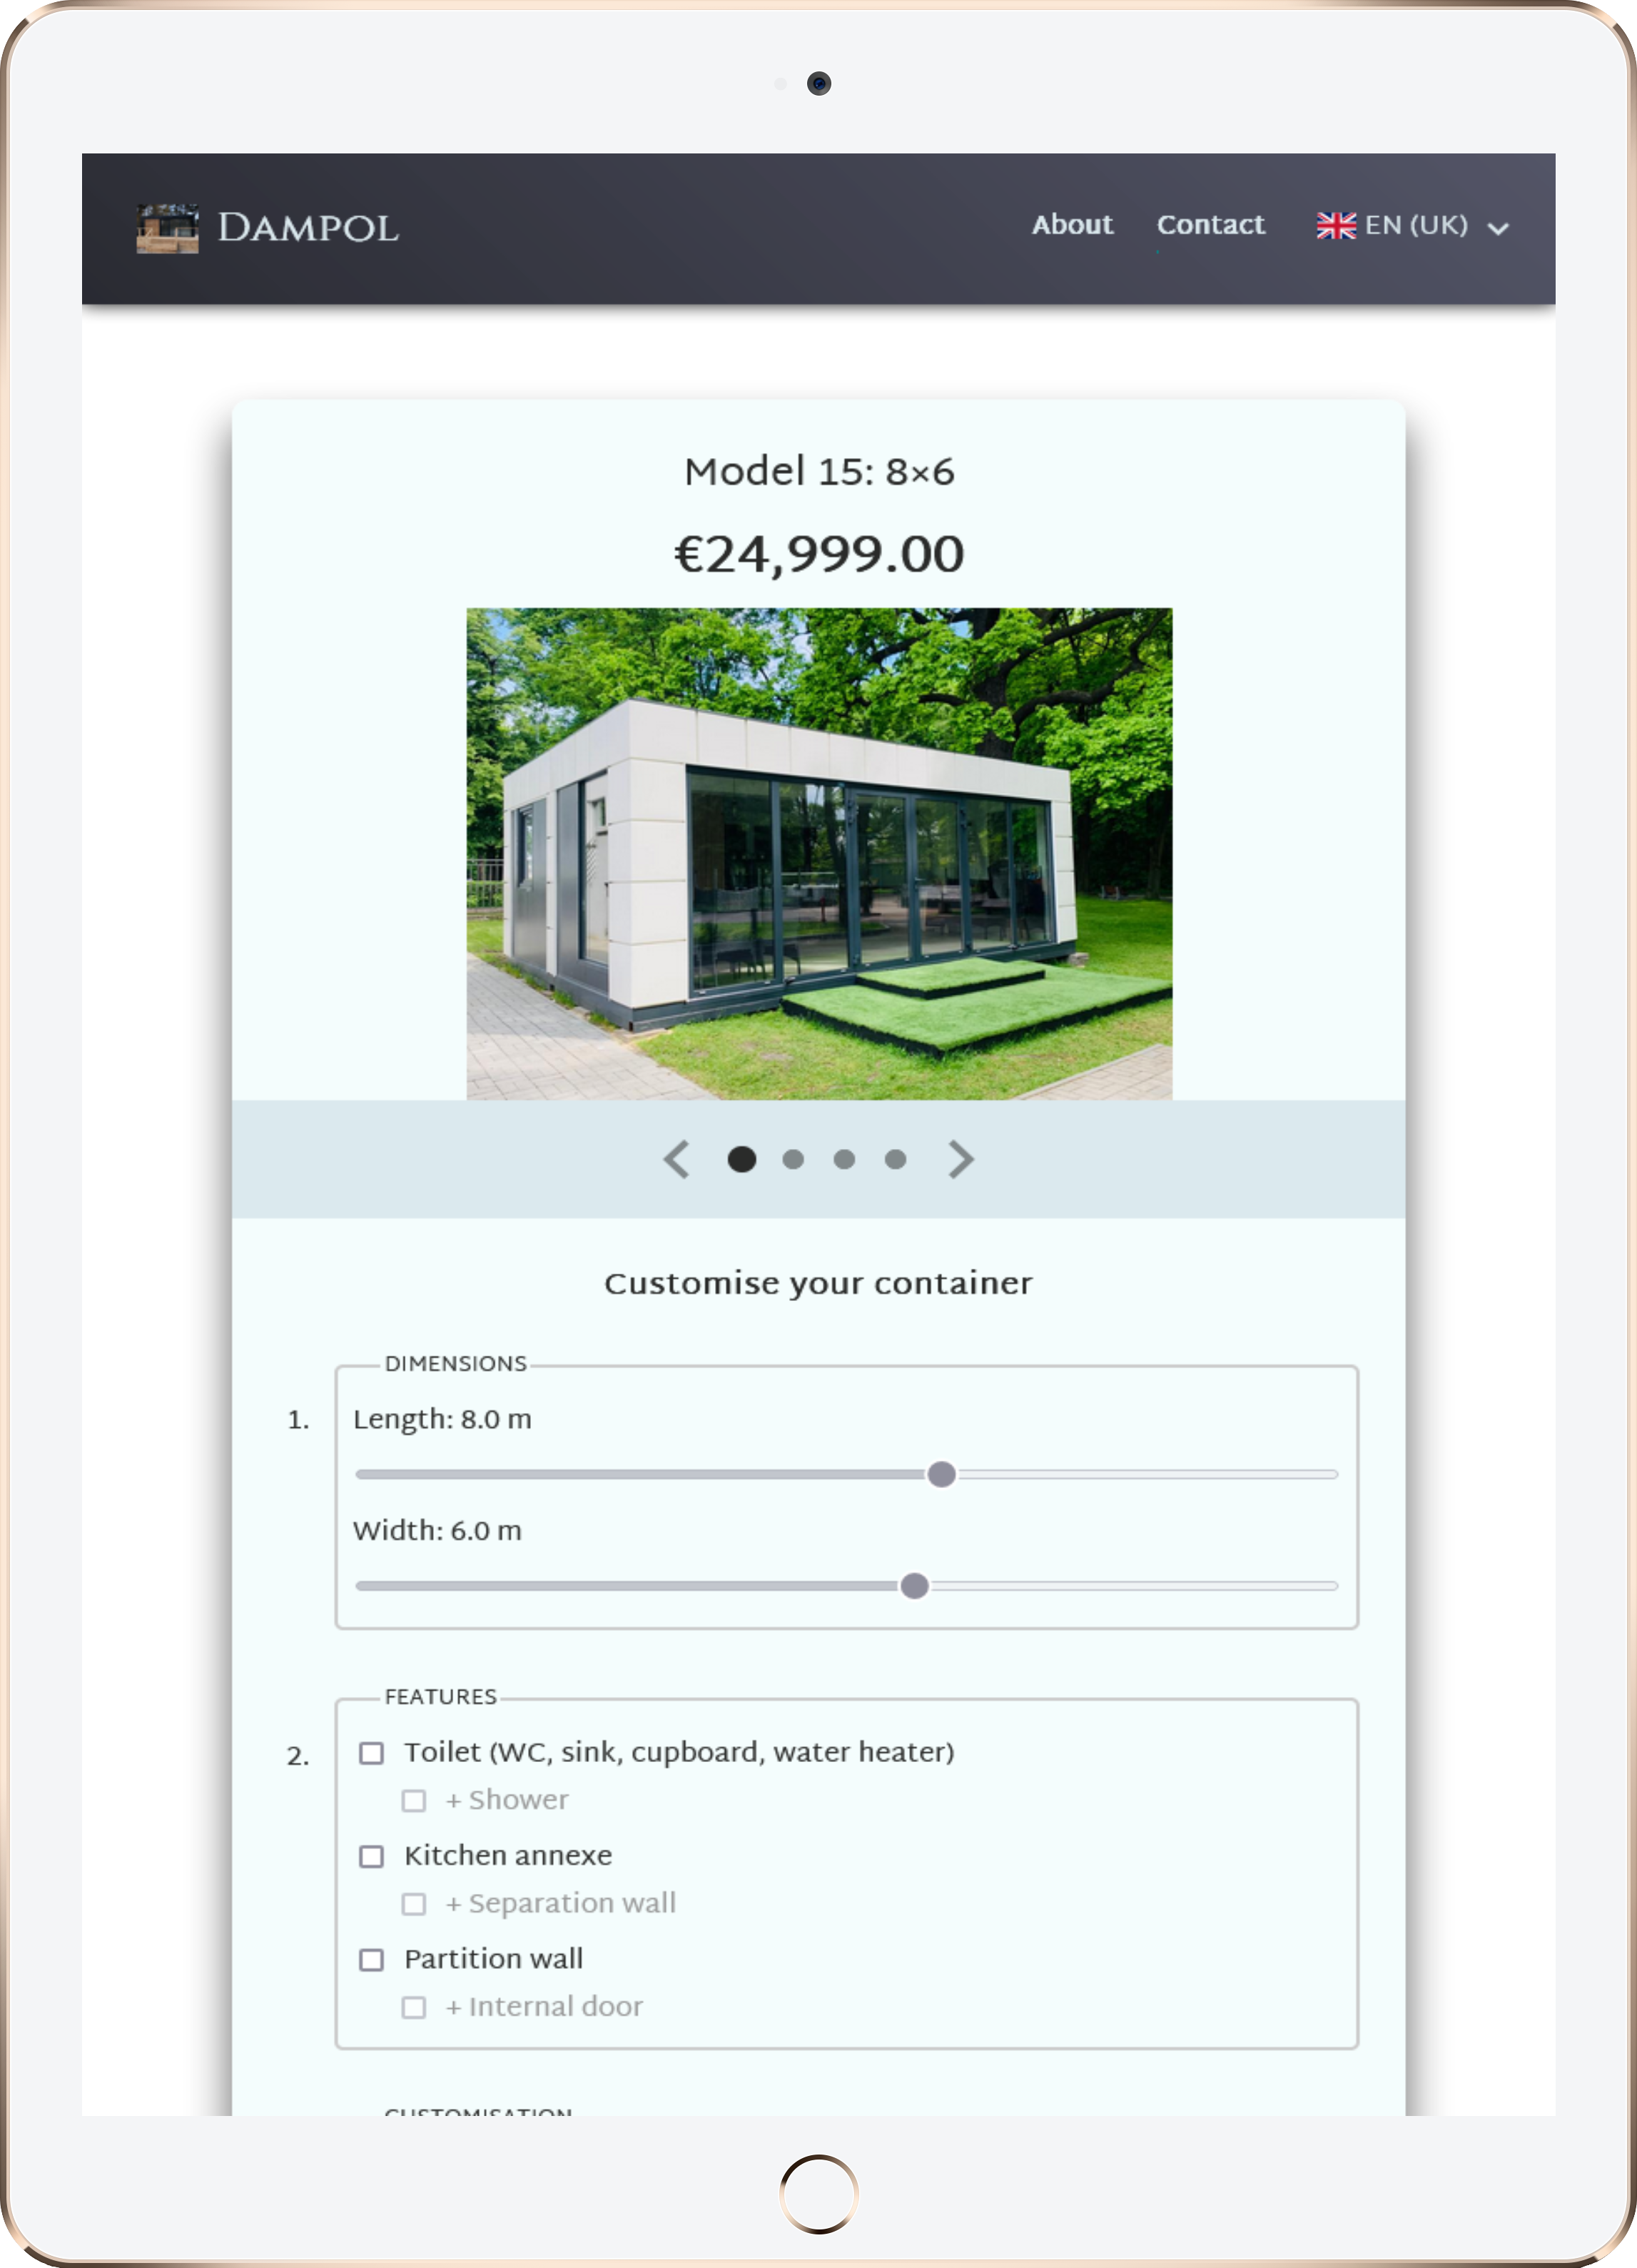 DAMPOL
About Contact EN (UK)
Model 15: 8×6
€24,999.00
Customise your container
DIMENSIONS
1. Length: 8.0 m
Width: 6.0 m
FEATURES
2. Toilet (WC, sink, cupboard, water heater)
+ Shower
Kitchen annexe
+ Separation wall
Partition wall
+ Internal door
CUSTOMISATION